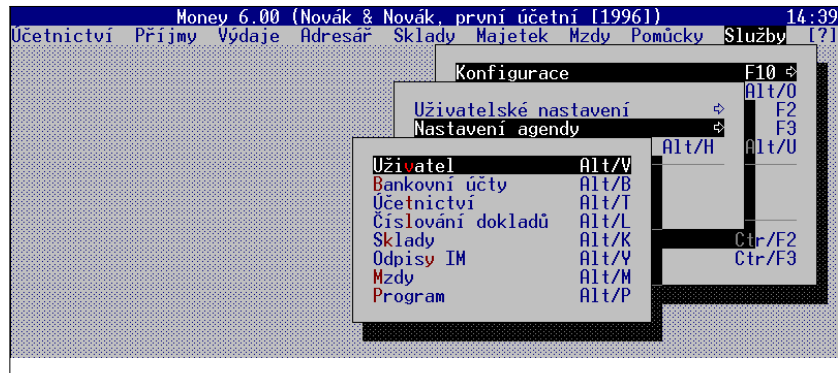 Money 6.00 (Novák & Novák, první účetní [1996]) 14:39
Účetnictví Příjmy Výdaje Adresář Sklady Majetek Mzdy Pomůcky Služby [?]
Konfigurace F10 ⇨
Alt/O
Uživatelské nastavení ⇨ F2
Nastavení agendy ⇨ F3
Alt/H Alt/U
Uživatel Alt/V
Bankovní účty Alt/B
Účetnictví Alt/T
Číslování dokladů Alt/L
Sklady Alt/K Ctr/F2
Odpisy IM Alt/Y Ctr/F3
Mzdy Alt/M
Program Alt/P